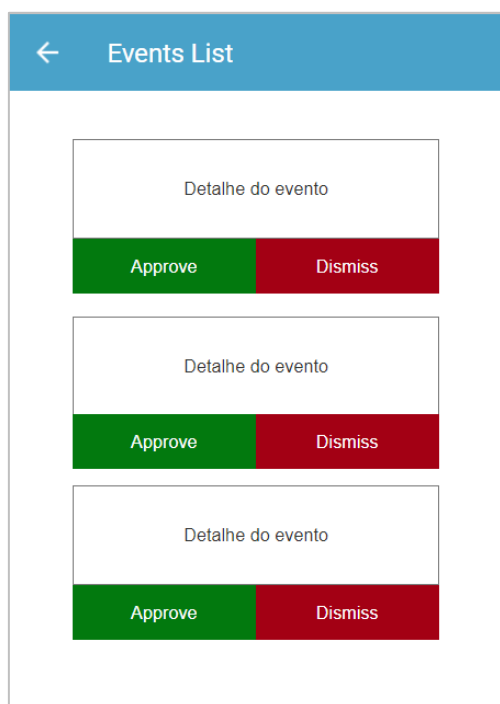 Events List
Detalhe do evento
Approve Dismiss
Detalhe do evento
Approve Dismiss
Detalhe do evento
Approve Dismiss